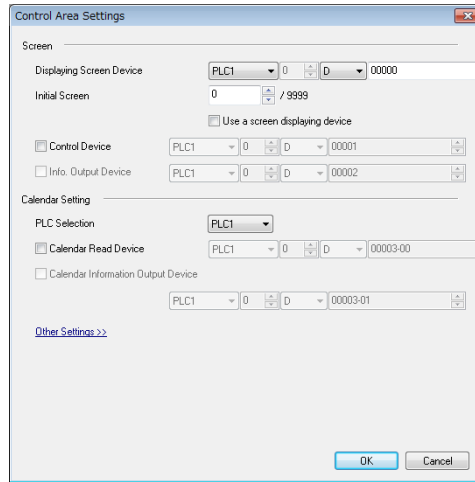 Control Area Settings
Screen
Displaying Screen Device PLC1 0 D 00000
Initial Screen 0 / 9999
Use a screen displaying device
Control Device PLC1 0 D 00001
Info. Output Device PLC1 0 D 00002
Calendar Setting
PLC Selection PLC1
Calendar Read Device PLC1 0 D 00003-00
Calendar Information Output Device
PLC1 0 D 00003-01
Other Settings >>
OK Cancel